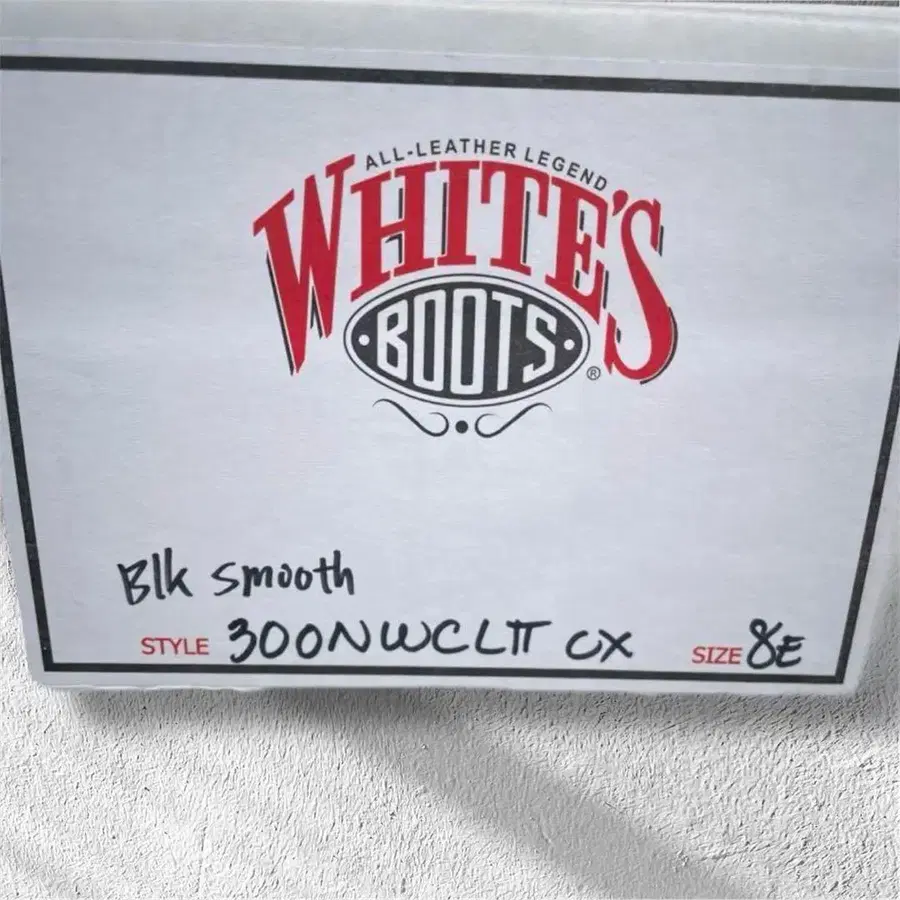 ALL-LEATHER LEGEND
WHITE'S
BOOTS ®
Blk smooth
STYLE 300NWCLTT CX SIZE 8E